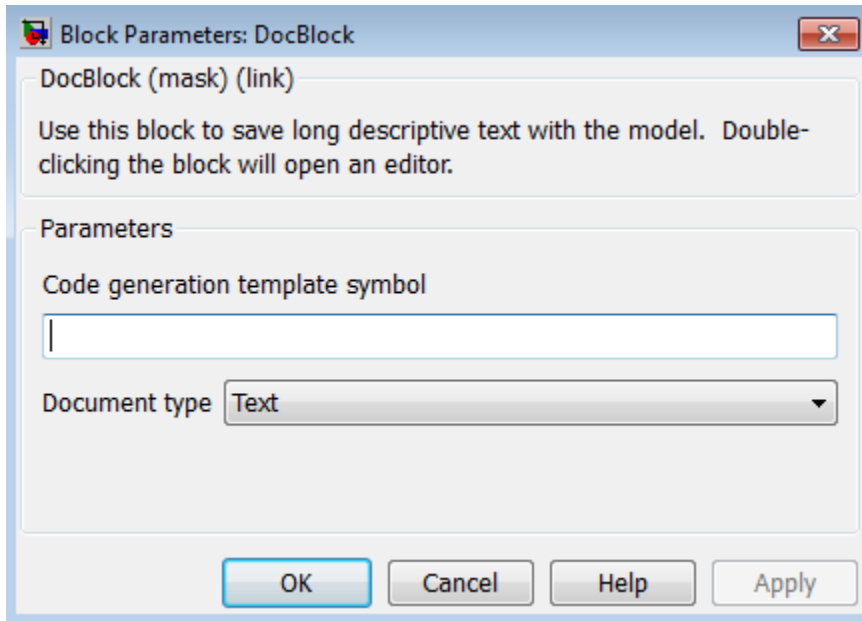 Block Parameters: DocBlock
DocBlock (mask) (link)
Use this block to save long descriptive text with the model.  Double-
clicking the block will open an editor.
Parameters
Code generation template symbol
Document type Text
OK Cancel Help Apply